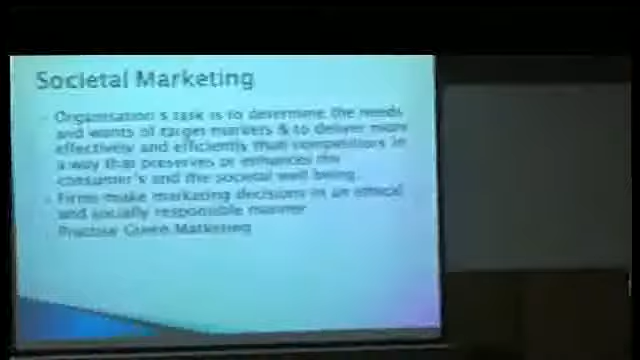 Societal Marketing
Organisation's task is to determine the needs
and wants of target markets & to deliver more
effectively and efficiently than competitors in
a way that preserves or enhances the
consumer's and the societal well being.
Firms make marketing decisions in an ethical
and socially responsible manner
Practise Green Marketing